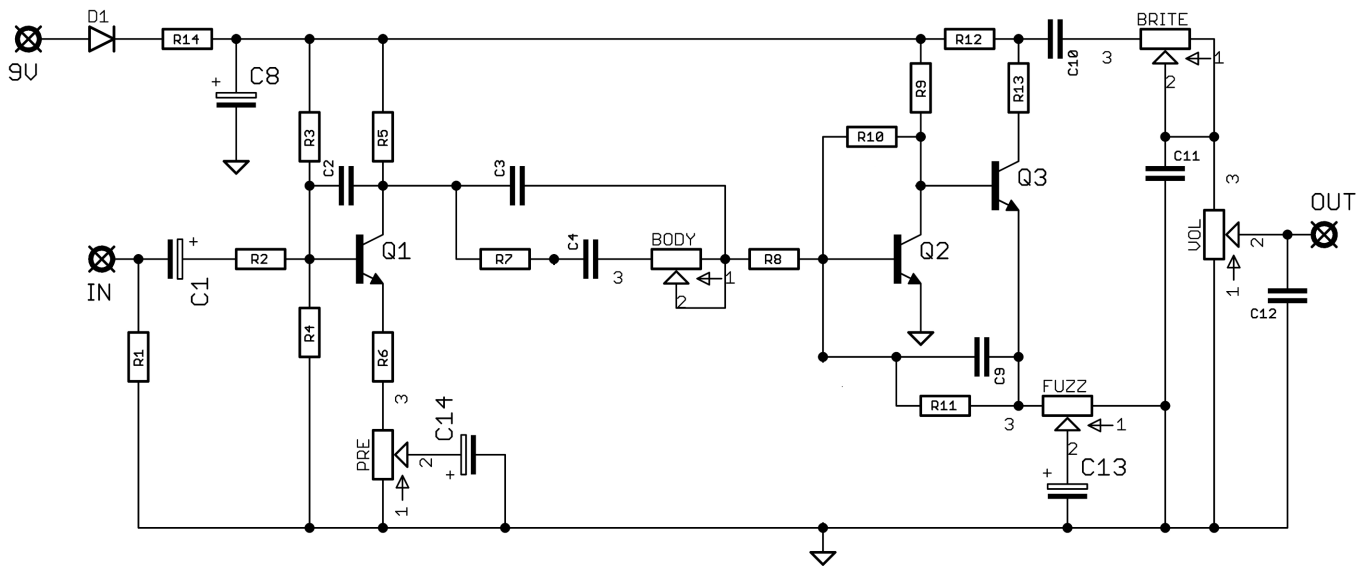 D1
BRITE
R14
R12
9V
+
C8
C10
3
1
2
R9
R13
R3
R5
R10
C2
C3
C11
Q3
3
OUT
IN
+
C1
R2
Q1
R7
C4
BODY
3
1
2
R8
Q2
VOL
2
1
C12
R1
R4
R6
C9
FUZZ
R11
3
1
2
3
C14
PRE
2
+
1
+
C13